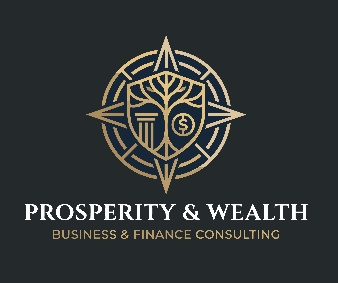 $
PROSPERITY & WEALTH
BUSINESS & FINANCE CONSULTING